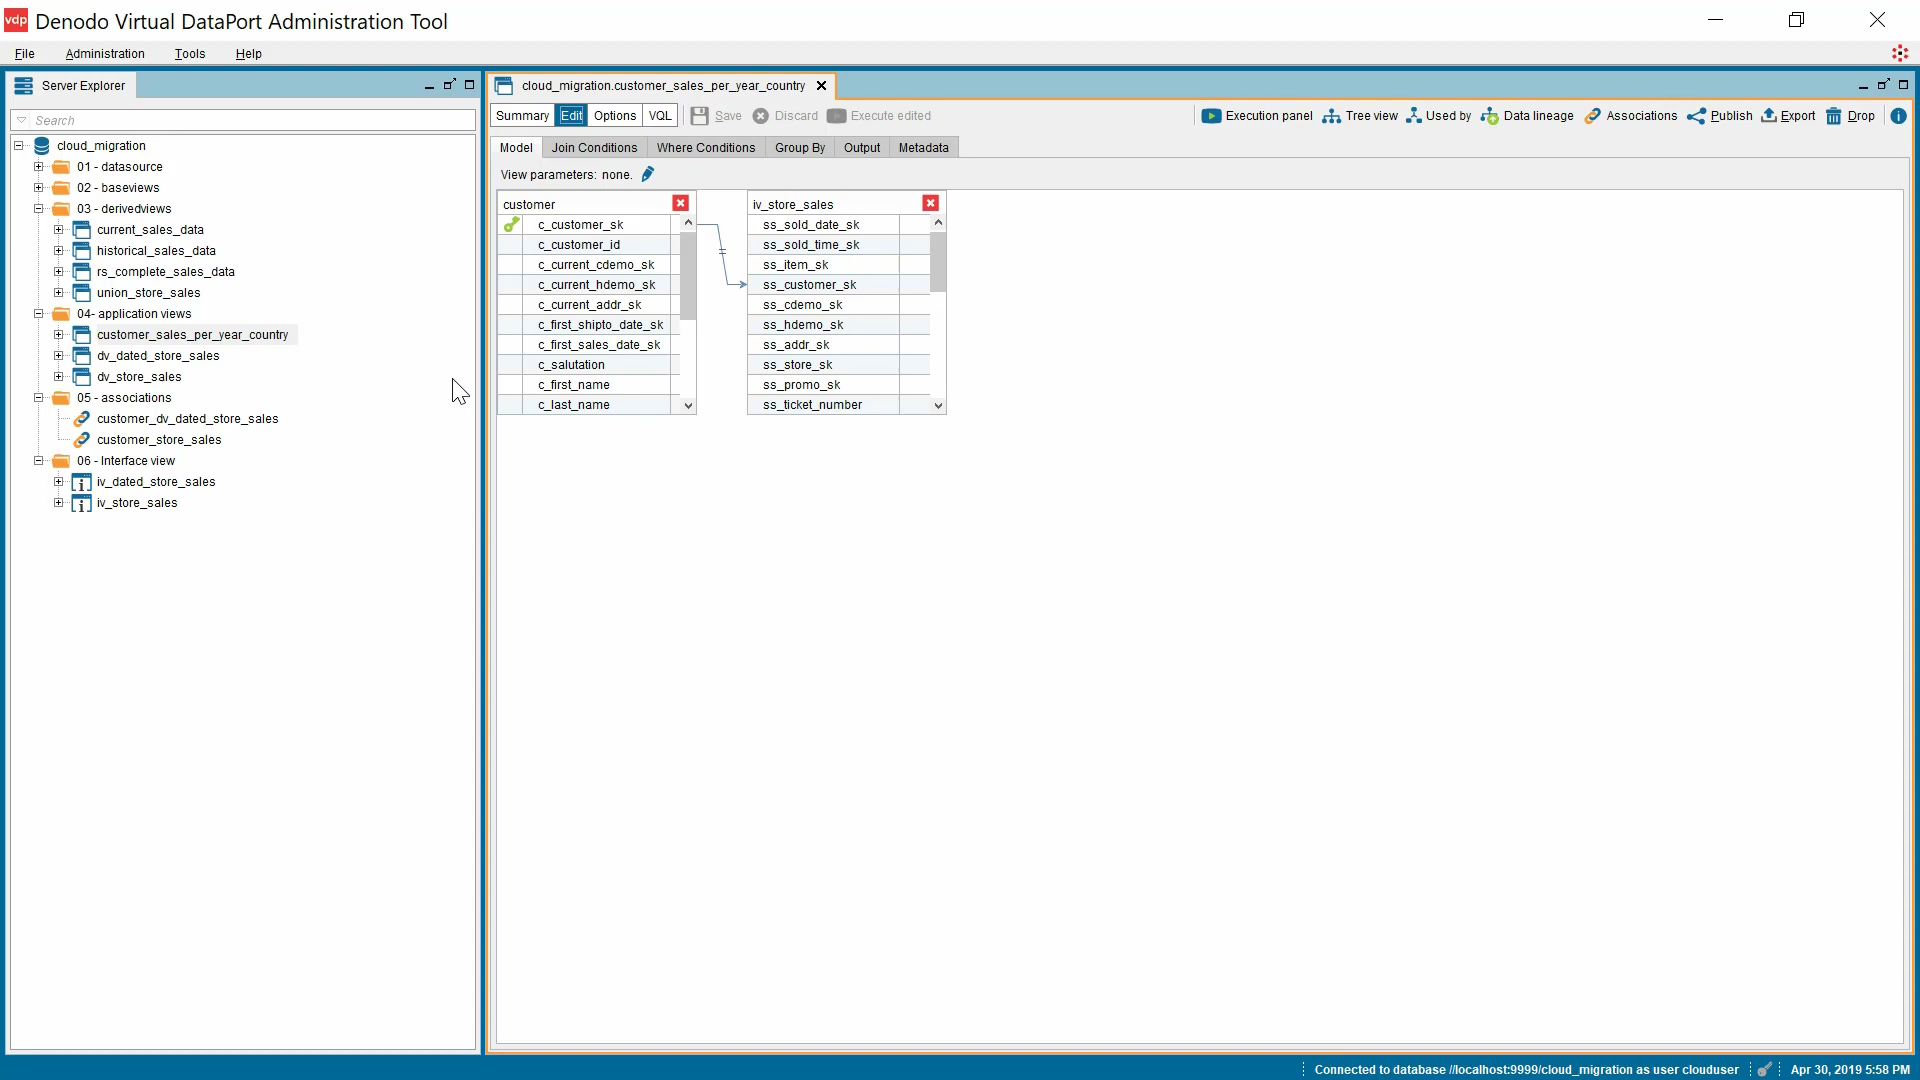 vdp Denodo Virtual DataPort Administration Tool
File Administration Tools Help
Server Explorer
Search
cloud_migration
01 - datasource
02 - baseviews
03 - derivedviews
current_sales_data
historical_sales_data
rs_complete_sales_data
union_store_sales
04- application views
customer_sales_per_year_country
dv_dated_store_sales
dv_store_sales
05 - associations
customer_dv_dated_store_sales
customer_store_sales
06 - Interface view
iv_dated_store_sales
iv_store_sales
cloud_migration.customer_sales_per_year_country
Summary Edit Options VQL Save Discard Execute edited Execution panel Tree view Used by Data lineage Associations Publish Export Drop
Model Join Conditions Where Conditions Group By Output Metadata
View parameters: none.
customer
c_customer_sk
c_customer_id
c_current_cdemo_sk
c_current_hdemo_sk
c_current_addr_sk
c_first_shipto_date_sk
c_first_sales_date_sk
c_salutation
c_first_name
c_last_name
iv_store_sales
ss_sold_date_sk
ss_sold_time_sk
ss_item_sk
ss_customer_sk
ss_cdemo_sk
ss_hdemo_sk
ss_addr_sk
ss_store_sk
ss_promo_sk
ss_ticket_number
Connected to database //localhost:9999/cloud_migration as user clouduser Apr 30, 2019 5:58 PM